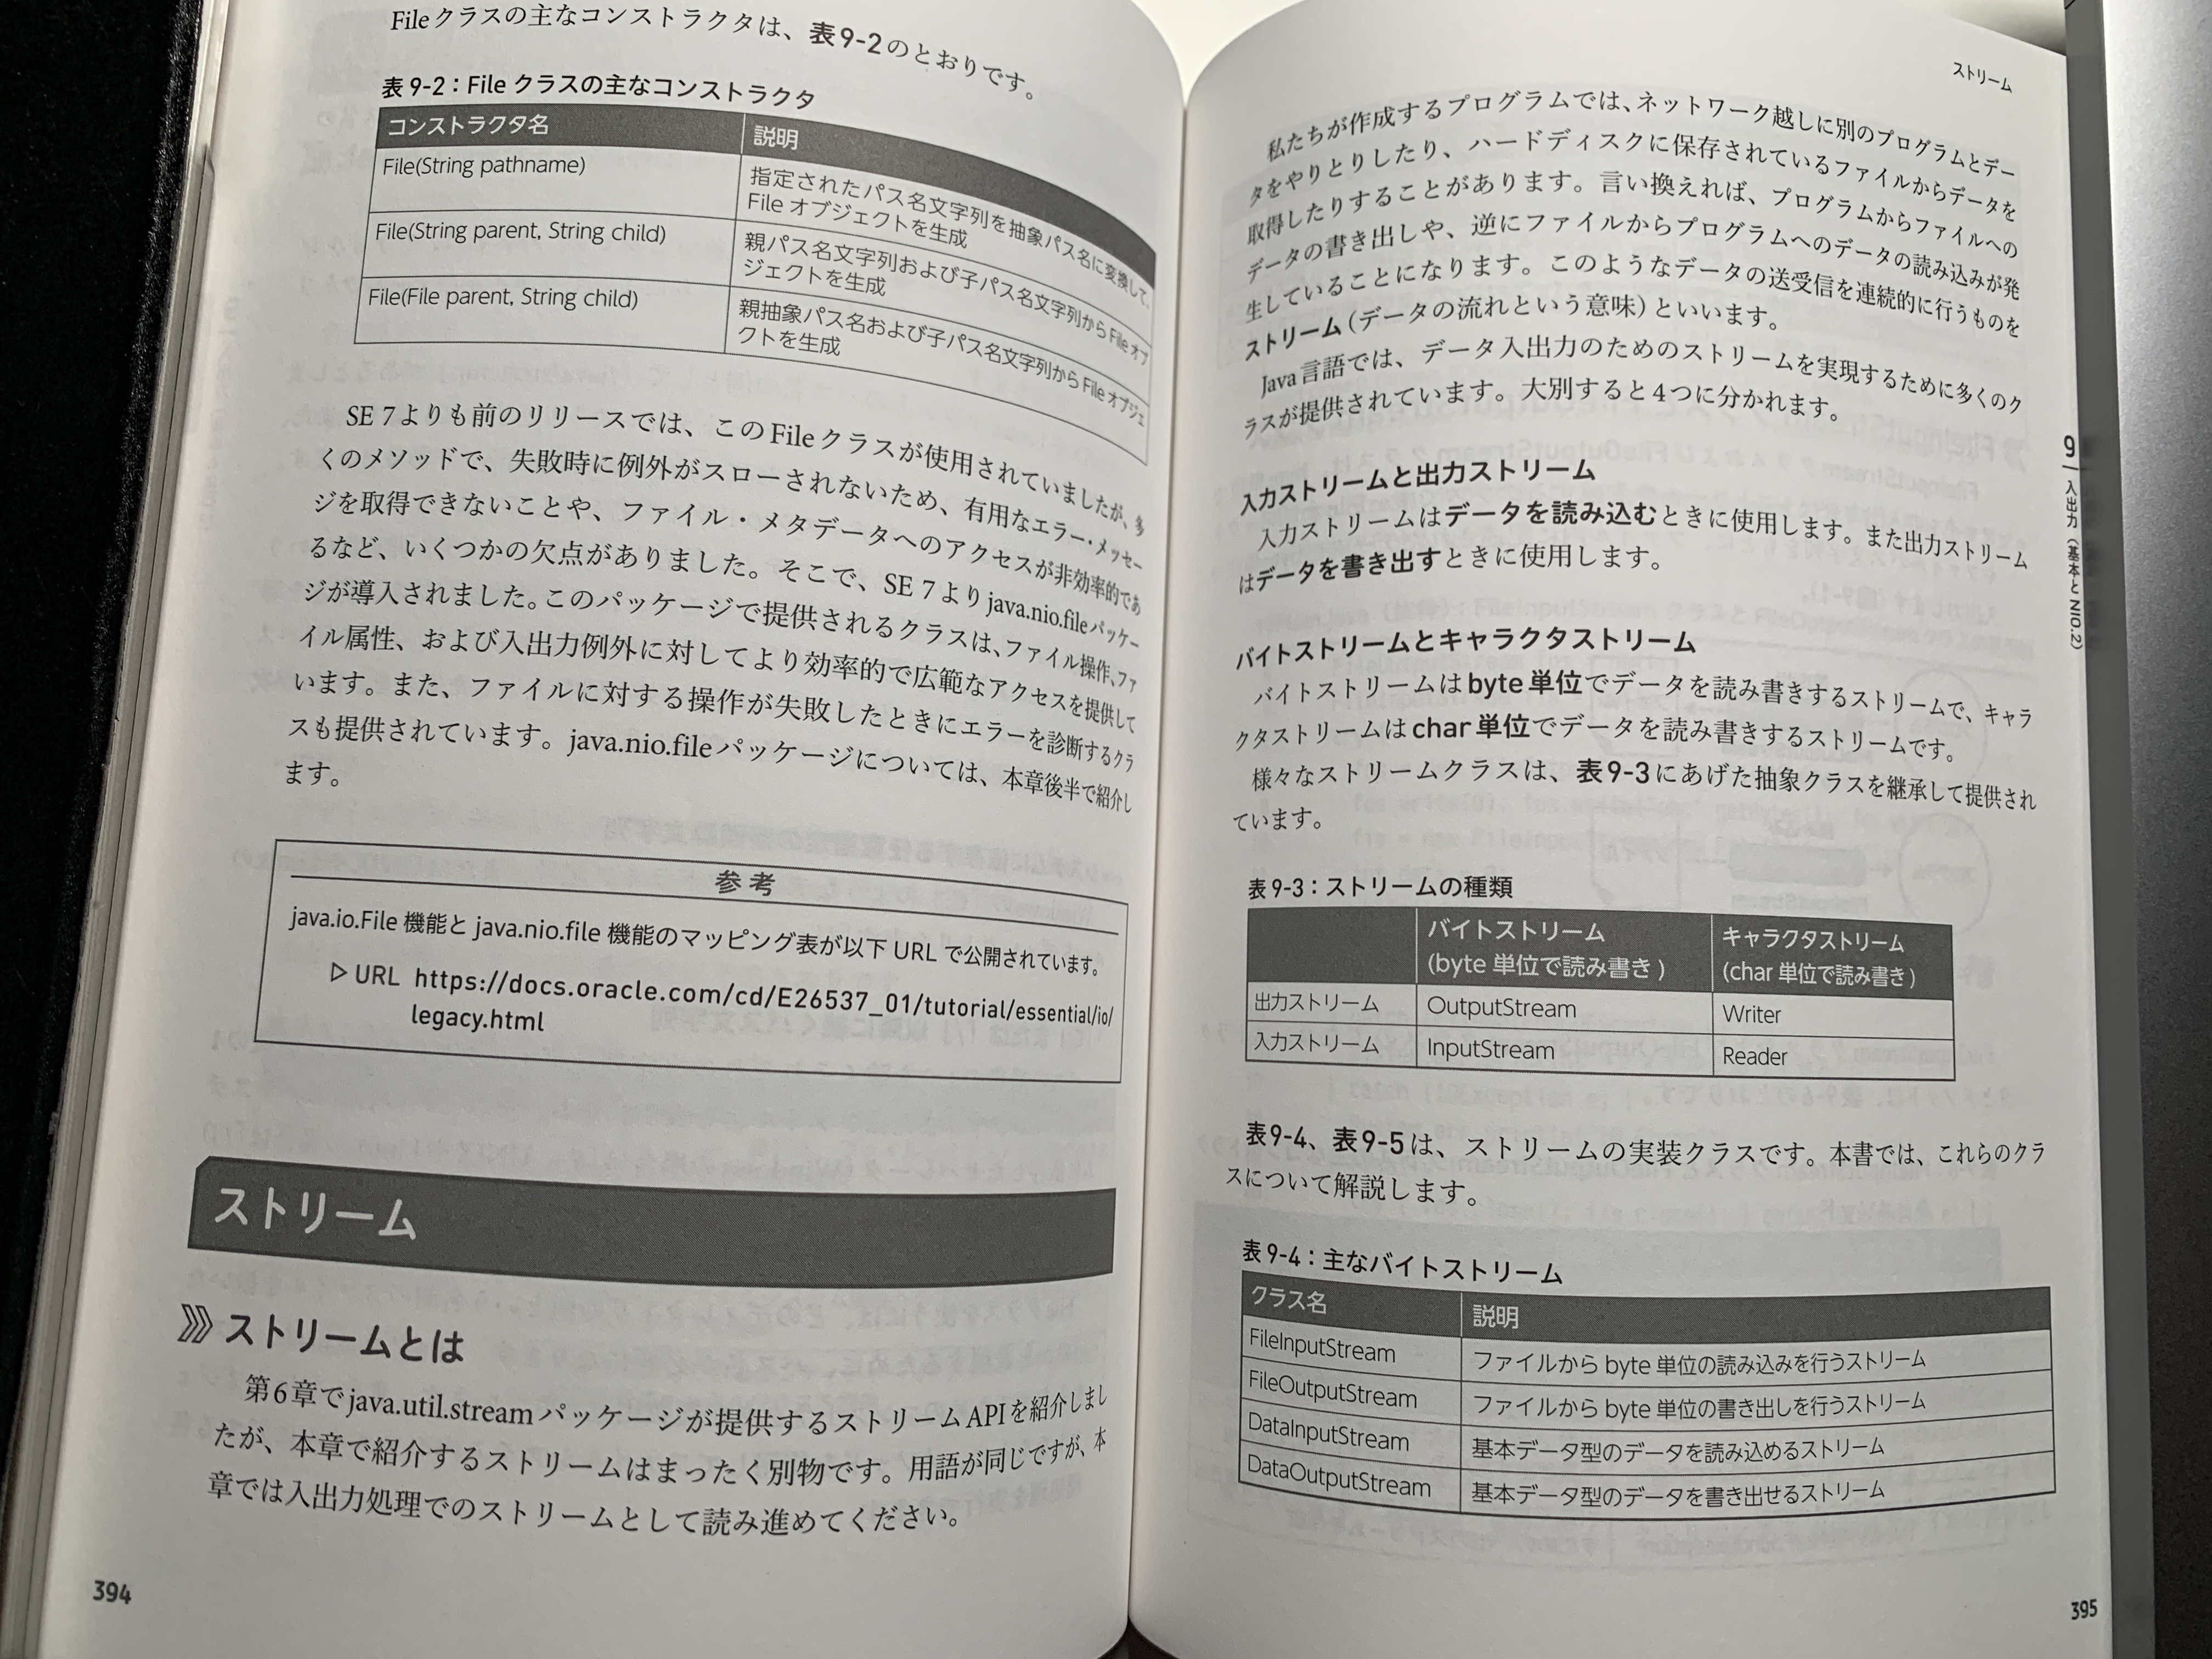 Fileクラスの主なコンストラクタは、表9-2のとおりです。
表9-2：File クラスの主なコンストラクタ
コンストラクタ名 説明
File(String pathname) 指定されたパス名文字列を抽象パス名に変換して、
File オブジェクトを生成
File(String parent, String child) 親パス名文字列および子パス名文字列から File オブ
ジェクトを生成
File(File parent, String child) 親抽象パス名および子パス名文字列から File オブジェ
クトを生成
SE 7よりも前のリリースでは、このFileクラスが使用されていましたが、多
くのメソッドで、失敗時に例外がスローされないため、有用なエラー・メッセー
ジを取得できないことや、ファイル・メタデータへのアクセスが非効率的であ
るなど、いくつかの欠点がありました。そこで、SE 7よりjava.nio.fileパッケー
ジが導入されました。このパッケージで提供されるクラスは、ファイル操作、ファ
イル属性、および入出力例外に対してより効率的で広範なアクセスを提供して
います。また、ファイルに対する操作が失敗したときにエラーを診断するクラ
スも提供されています。java.nio.fileパッケージについては、本章後半で紹介し
ます。
参考
java.io.File 機能と java.nio.file 機能のマッピング表が以下 URL で公開されています。
▷ URL https://docs.oracle.com/cd/E26537_01/tutorial/essential/io/
legacy.html
ストリーム
ストリームとは
第6章でjava.util.streamパッケージが提供するストリームAPIを紹介しまし
たが、本章で紹介するストリームはまったく別物です。用語が同じですが、本
章では入出力処理でのストリームとして読み進めてください。
394
ストリーム
私たちが作成するプログラムでは、ネットワーク越しに別のプログラムとデー
タをやりとりしたり、ハードディスクに保存されているファイルからデータを
取得したりすることがあります。言い換えれば、プログラムからファイルへの
データの書き出しや、逆にファイルからプログラムへのデータの読み込みが発
生していることになります。このようなデータの送受信を連続的に行うものを
ストリーム（データの流れという意味）といいます。
Java言語では、データ入出力のためのストリームを実現するために多くのク
ラスが提供されています。大別すると4つに分かれます。
入力ストリームと出力ストリーム
入力ストリームはデータを読み込むときに使用します。また出力ストリーム
はデータを書き出すときに使用します。
バイトストリームとキャラクタストリーム
バイトストリームはbyte単位でデータを読み書きするストリームで、キャラ
クタストリームはchar単位でデータを読み書きするストリームです。
様々なストリームクラスは、表9-3にあげた抽象クラスを継承して提供され
ています。
表9-3：ストリームの種類
バイトストリーム キャラクタストリーム
(byte 単位で読み書き ) (char 単位で読み書き )
出力ストリーム OutputStream Writer
入力ストリーム InputStream Reader
表9-4、表9-5は、ストリームの実装クラスです。本書では、これらのクラ
スについて解説します。
表9-4：主なバイトストリーム
クラス名 説明
FileInputStream ファイルから byte 単位の読み込みを行うストリーム
FileOutputStream ファイルから byte 単位の書き出しを行うストリーム
DataInputStream 基本データ型のデータを読み込めるストリーム
DataOutputStream 基本データ型のデータを書き出せるストリーム
9 入出力（基本と NIO.2）
395